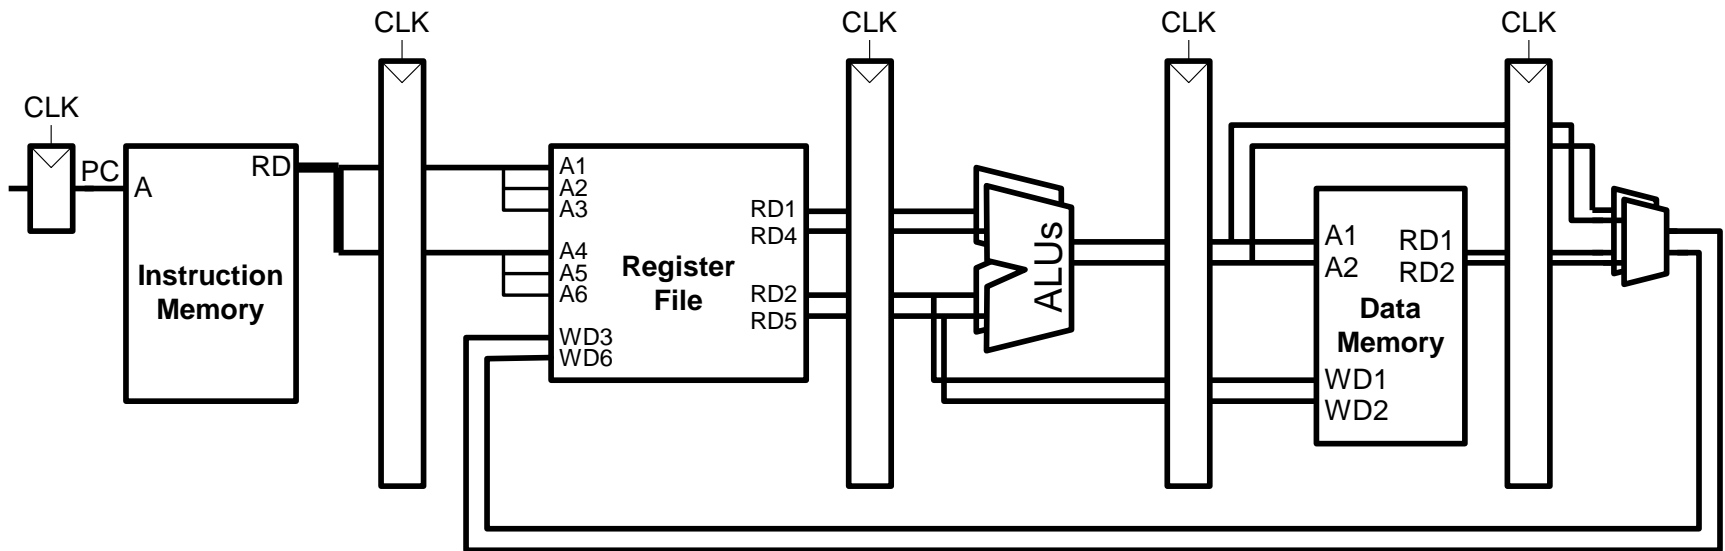 CLK
CLK
CLK
CLK
CLK
PC
A
RD
Instruction
Memory
A1
A2
A3
A4
A5
A6
WD3
WD6
Register
File
RD1
RD4
RD2
RD5
ALUs
A1
A2
RD1
RD2
Data
Memory
WD1
WD2